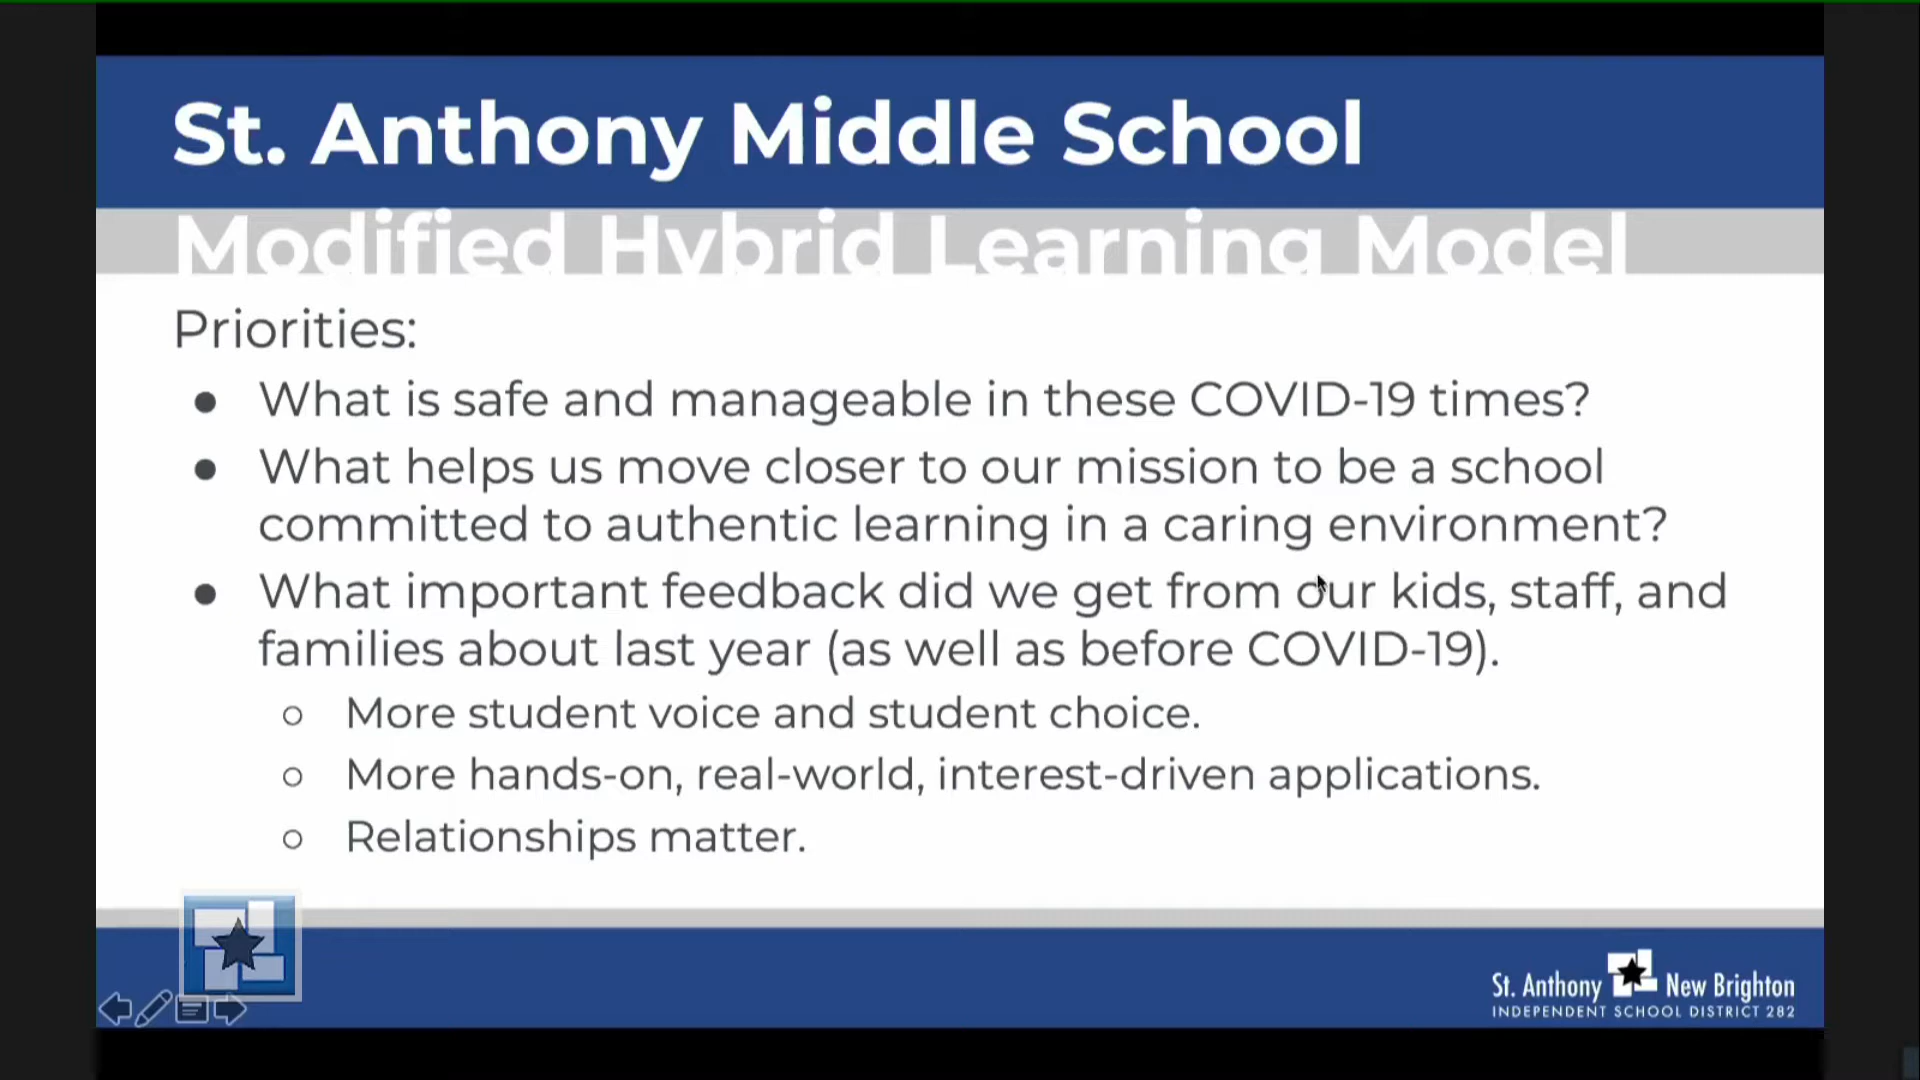 St. Anthony Middle School
Modified Hybrid Learning Model
Priorities:
● What is safe and manageable in these COVID-19 times?
● What helps us move closer to our mission to be a school
committed to authentic learning in a caring environment?
● What important feedback did we get from our kids, staff, and
families about last year (as well as before COVID-19).
○ More student voice and student choice.
○ More hands-on, real-world, interest-driven applications.
○ Relationships matter.
St. Anthony New Brighton
INDEPENDENT SCHOOL DISTRICT 282